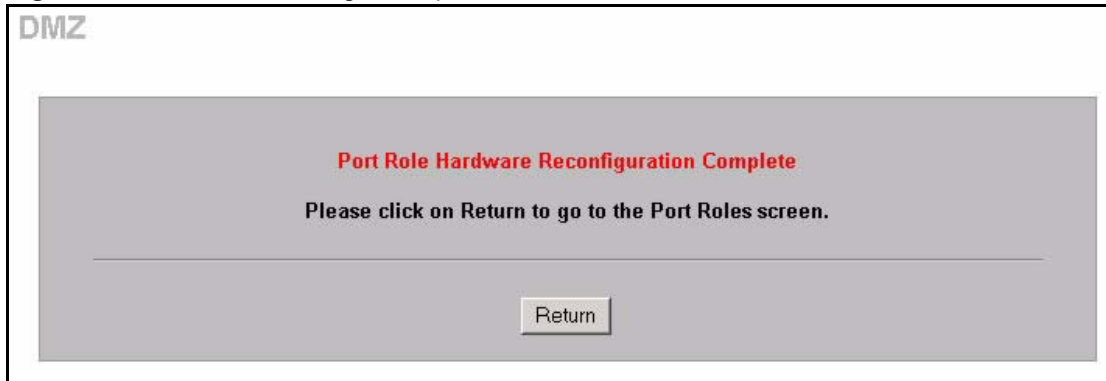 DMZ
Port Role Hardware Reconfiguration Complete
Please click on Return to go to the Port Roles screen.
Return